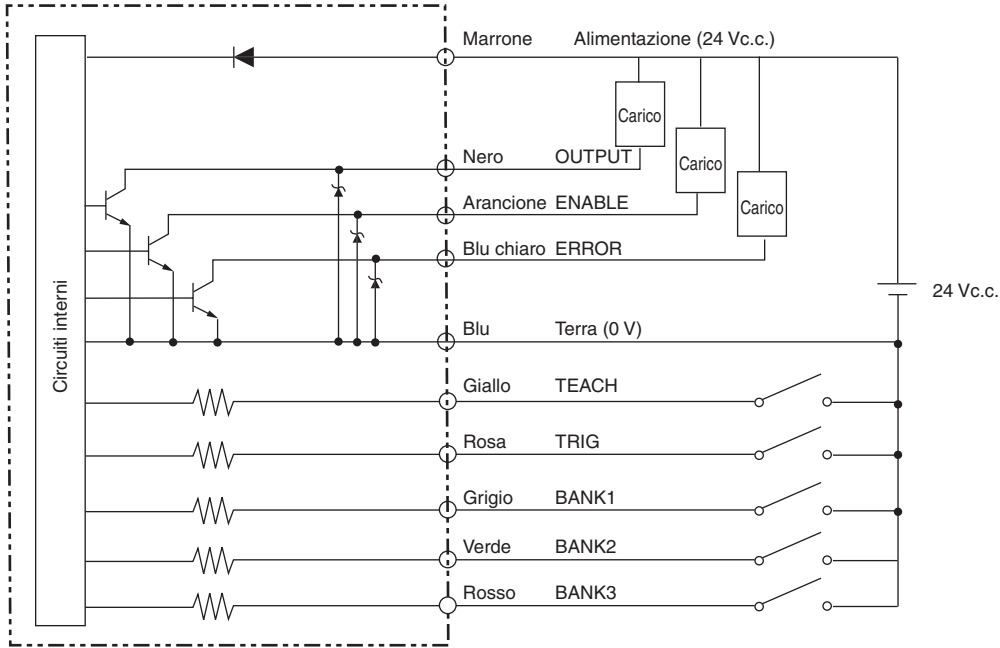 Marrone Alimentazione (24 Vc.c.)
Carico
Nero OUTPUT
Carico
Arancione ENABLE
Carico
Blu chiaro ERROR
24 Vc.c.
Circuiti interni
Blu Terra (0 V)
Giallo TEACH
Rosa TRIG
Grigio BANK1
Verde BANK2
Rosso BANK3